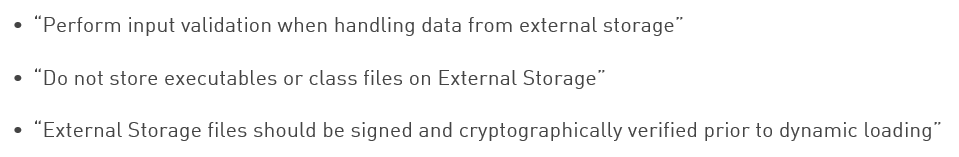 • “Perform input validation when handling data from external storage”
• “Do not store executables or class files on External Storage”
• “External Storage files should be signed and cryptographically verified prior to dynamic loading”